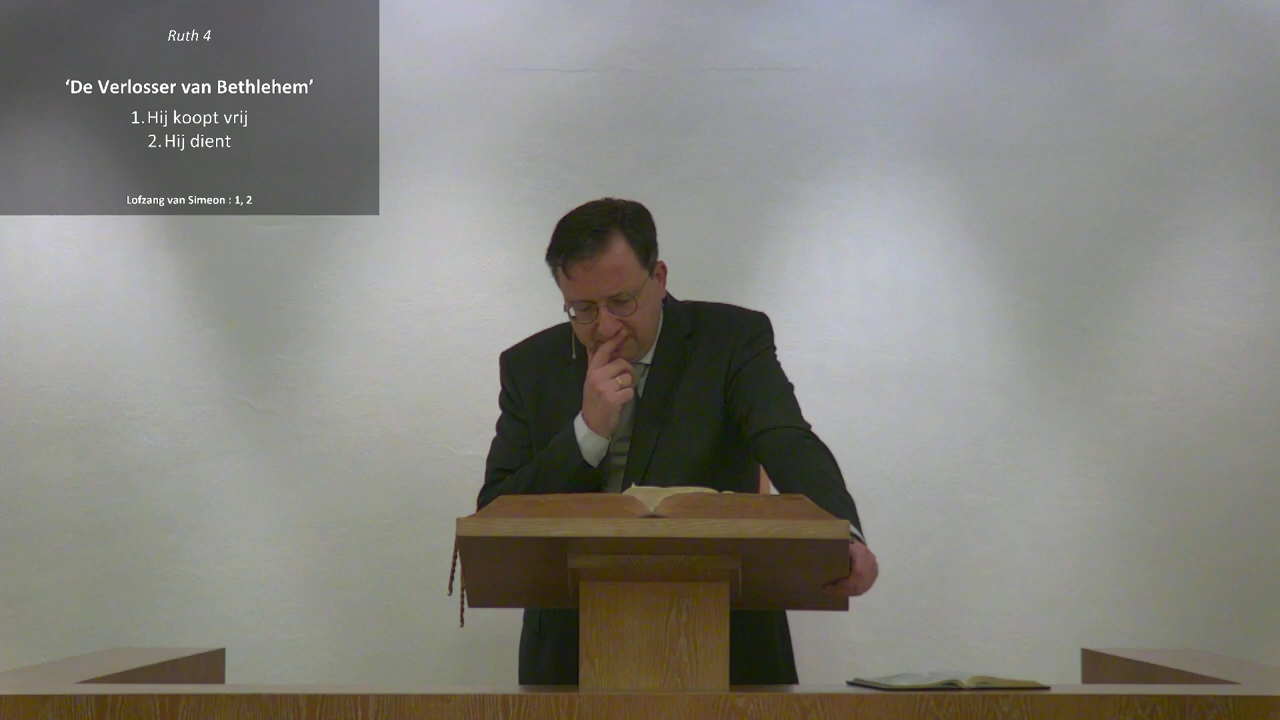 Ruth 4
‘De Verlosser van Bethlehem’
1. Hij koopt vrij
2. Hij dient
Lofzang van Simeon : 1, 2